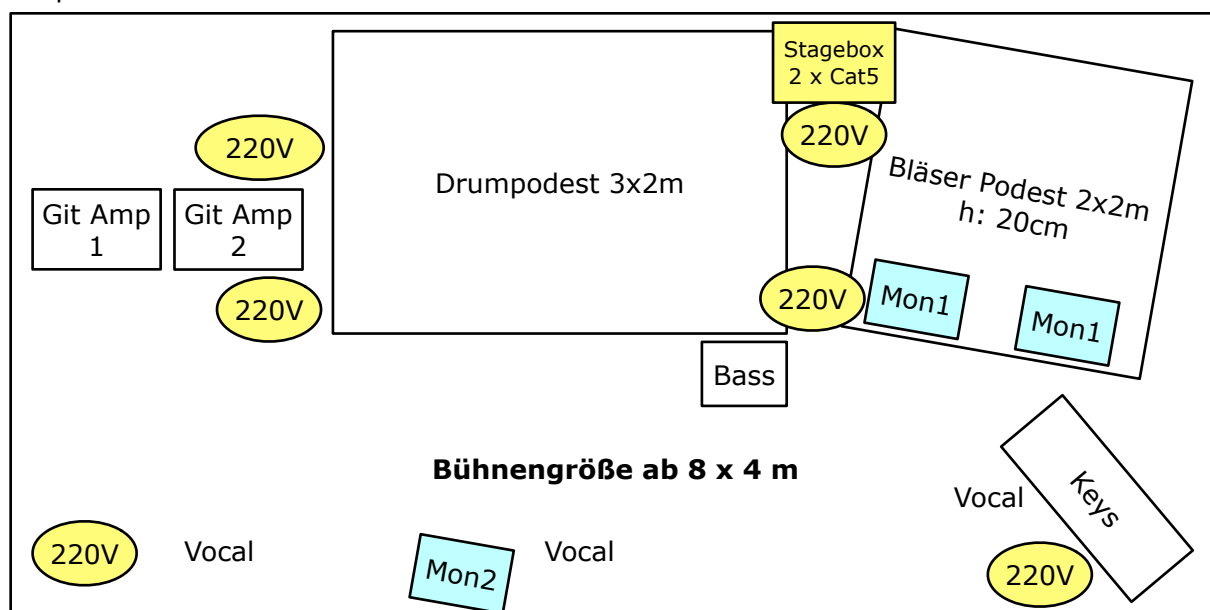 Stagebox
2 x Cat5
220V
220V
Drumpodest 3x2m
Bläser Podest 2x2m
h: 20cm
Git Amp
1
Git Amp
2
220V
220V
Mon1
Mon1
Bass
Bühnengröße ab 8 x 4 m
Vocal
Keys
220V
Vocal
Mon2
Vocal
220V